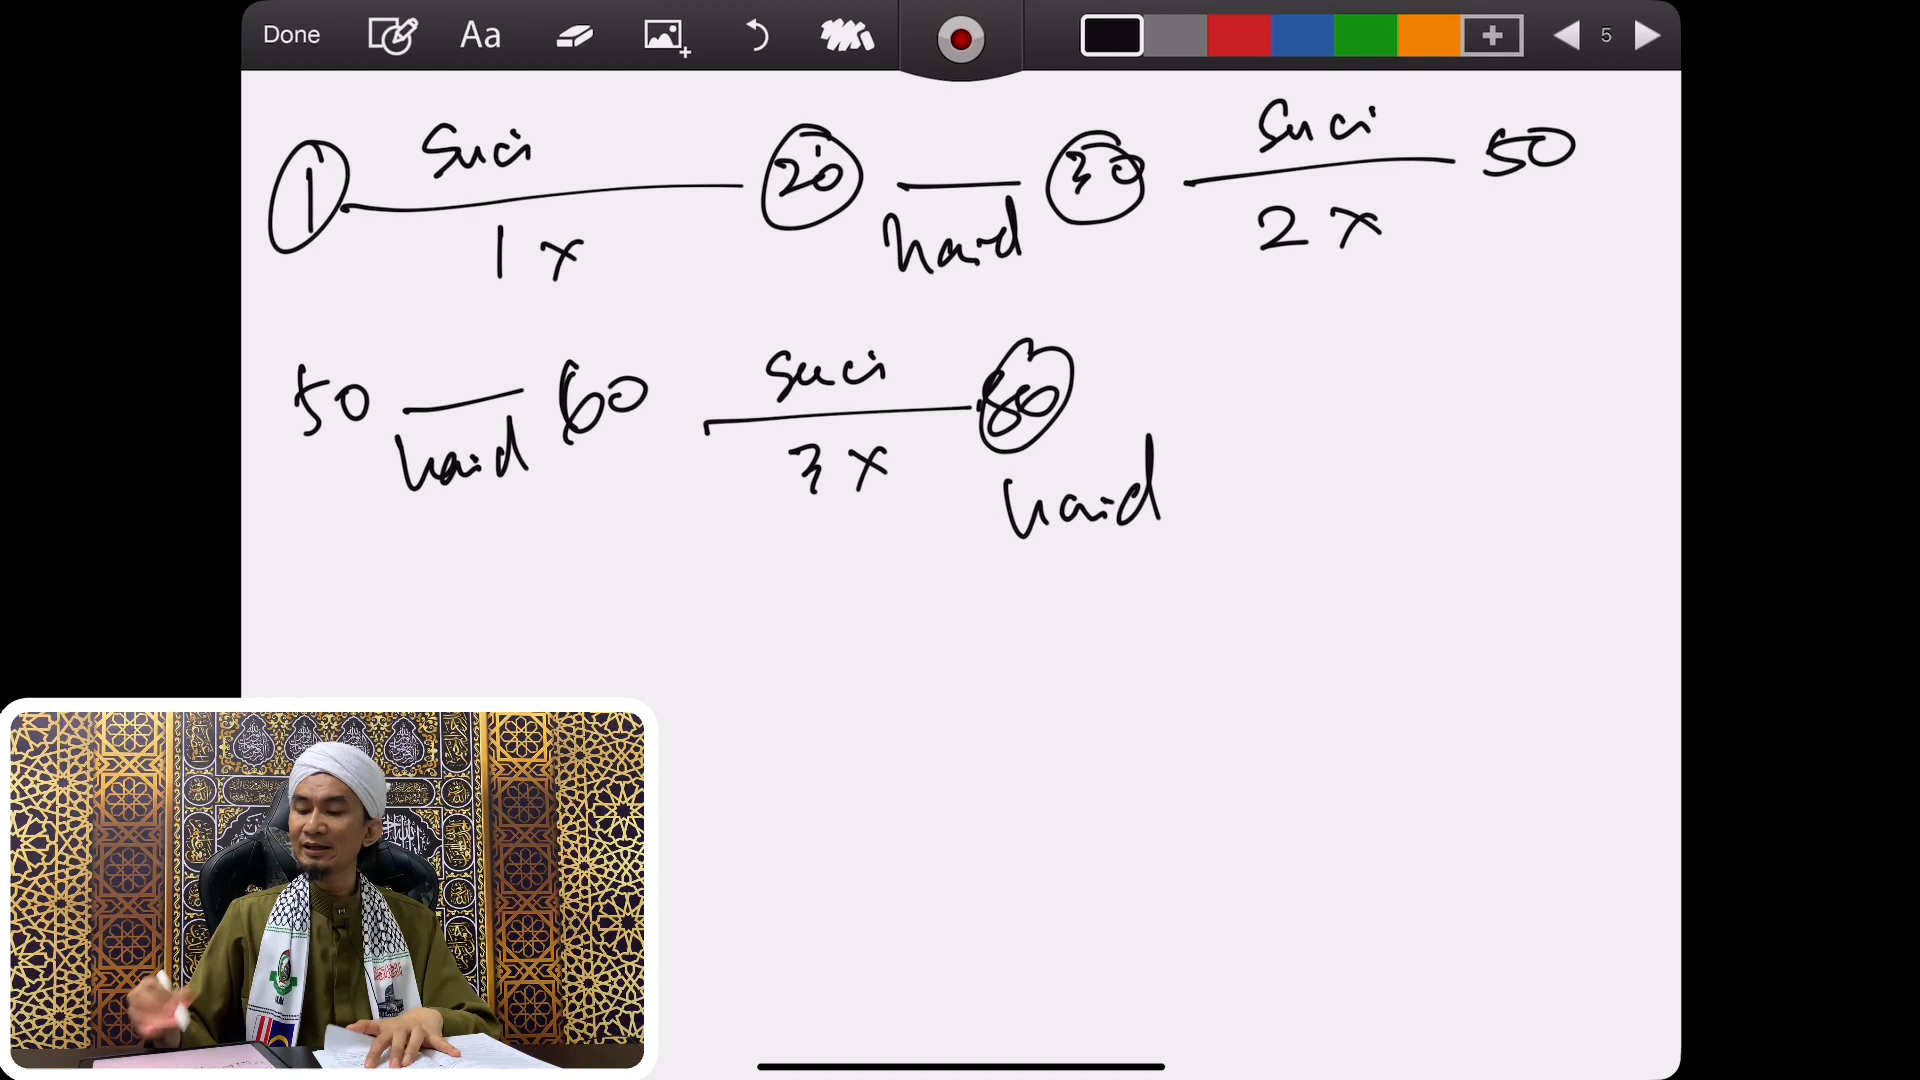 Done Aa 5
1 suci 20 30 suci 50
1 x haid 2 x
50 60 suci 80
haid 3 x haid